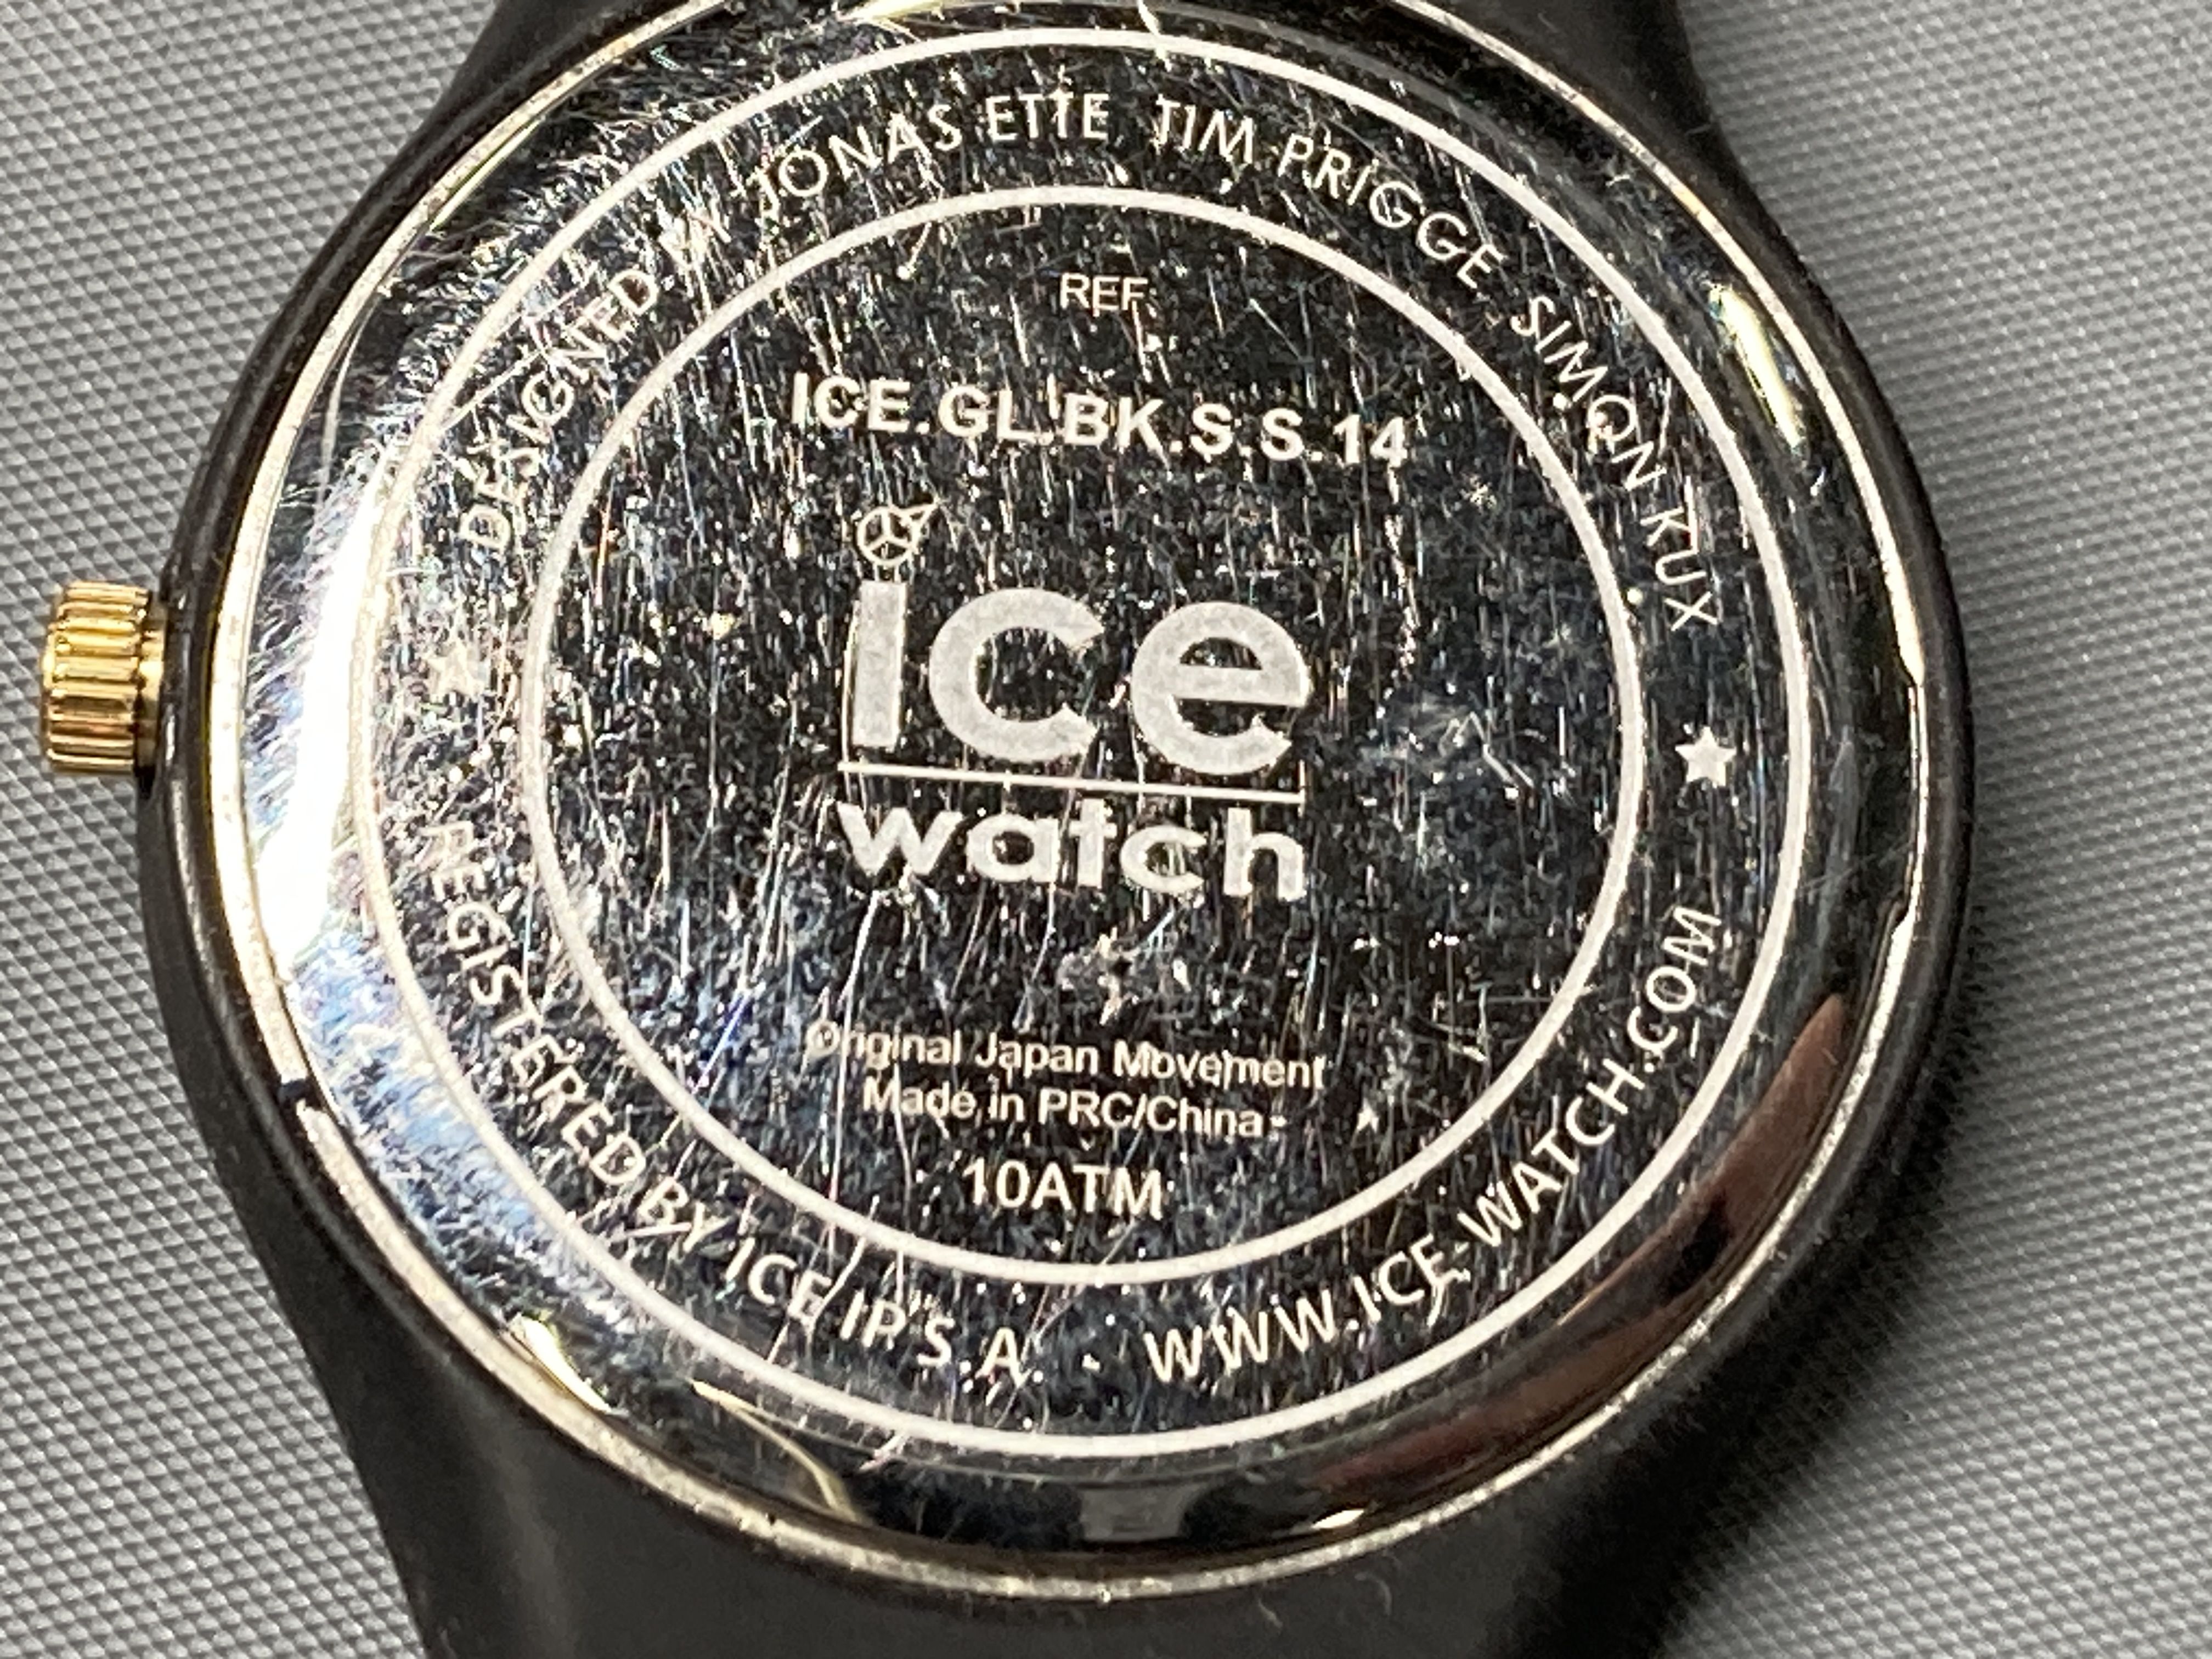 DESIGNED BY JONAS ETTE TIM PRIGGE SIMON KUX
REF.
ICE.GL.BK.S.S.14
ice
watch
Original Japan Movement
Made in PRC/China
10ATM
REGISTERED BY ICE IP S.A. - WWW.ICE-WATCH.COM